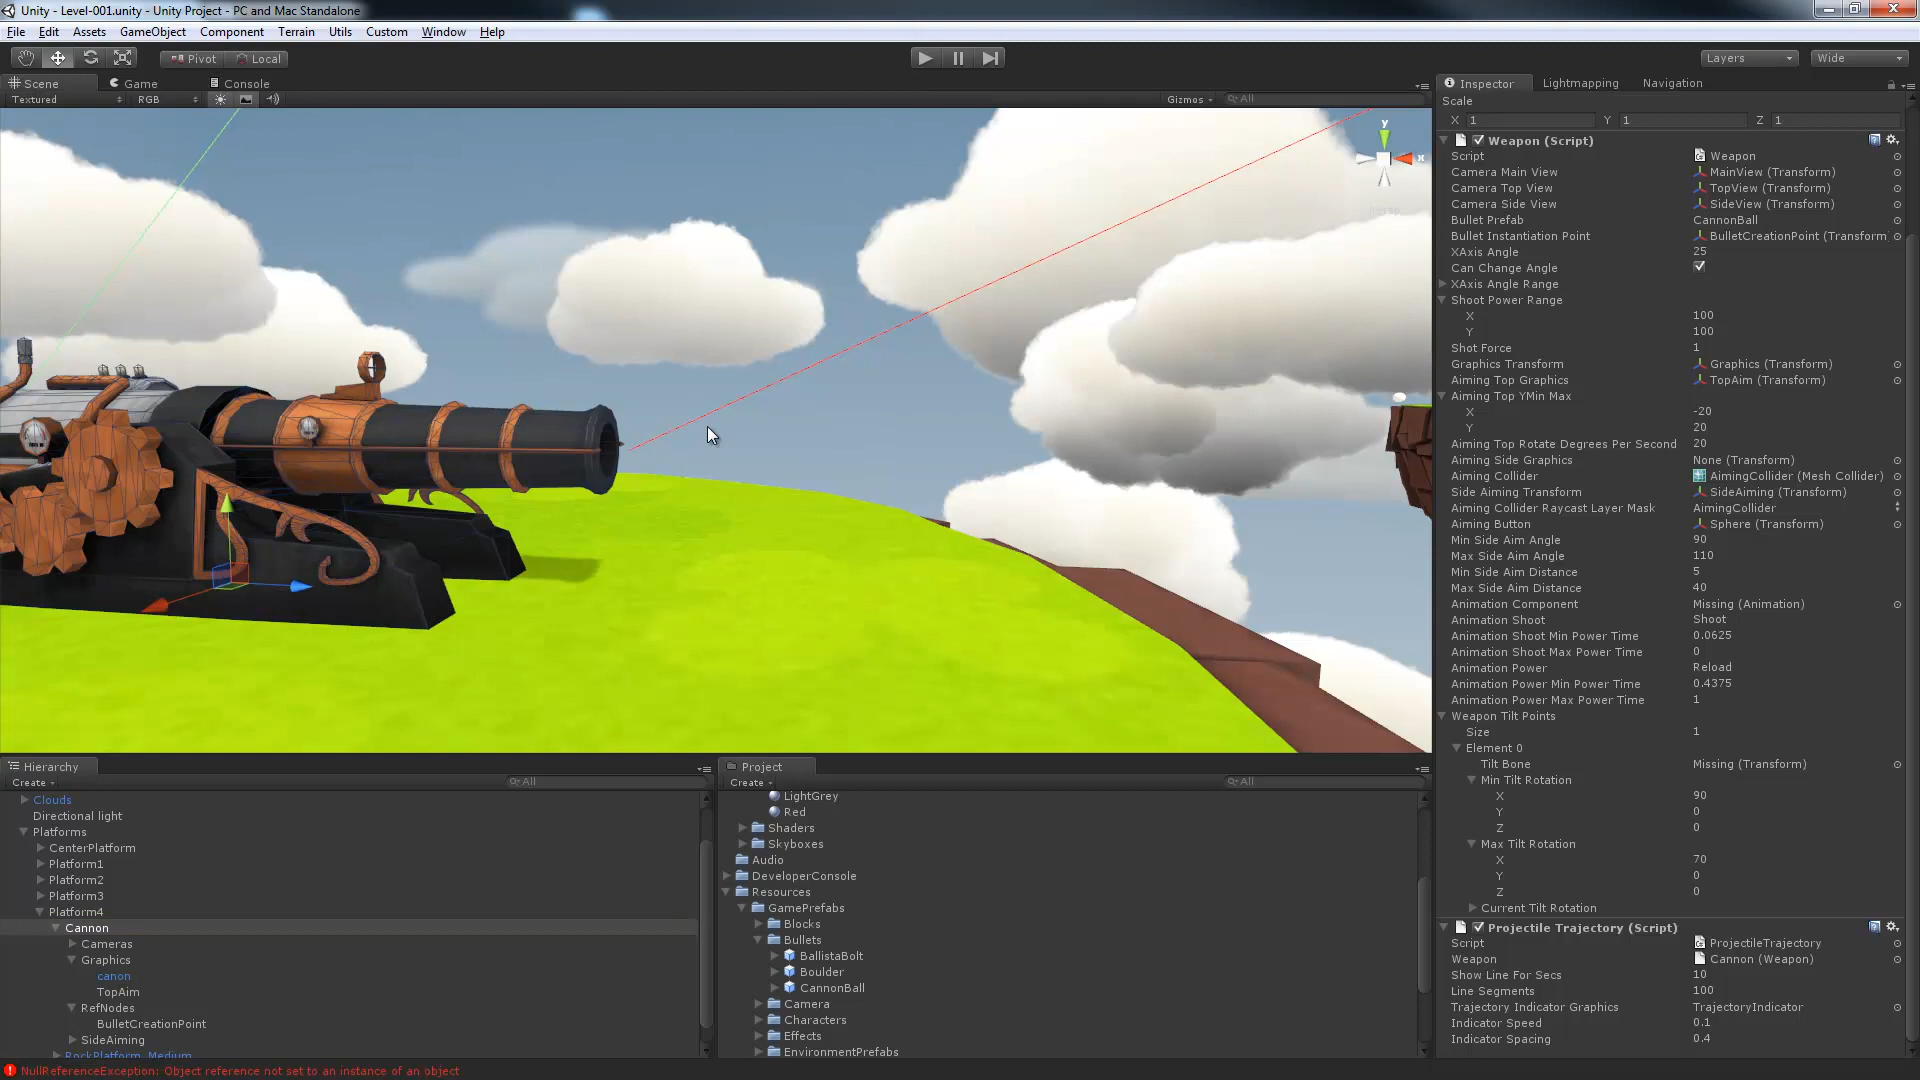 Unity - Level-001.unity - Unity Project - PC and Mac Standalone
File Edit Assets GameObject Component Terrain Utils Custom Window Help
Pivot Local Layers Wide
Scene Game Console
Textured RGB Gizmos All
y
x
Inspector Lightmapping Navigation
Scale
X 1 Y 1 Z 1
Weapon (Script)
Script Weapon
Camera Main View MainView (Transform)
Camera Top View TopView (Transform)
Camera Side View SideView (Transform)
Bullet Prefab CannonBall
Bullet Instantiation Point BulletCreationPoint (Transform
XAxis Angle 25
Can Change Angle
XAxis Angle Range
Shoot Power Range
X 100
Y 100
Shot Force 1
Graphics Transform Graphics (Transform)
Aiming Top Graphics TopAim (Transform)
Aiming Top YMin Max
X -20
Y 20
Aiming Top Rotate Degrees Per Second 20
Aiming Side Graphics None (Transform)
Aiming Collider AimingCollider (Mesh Collider)
Side Aiming Transform SideAiming (Transform)
Aiming Collider Raycast Layer Mask AimingCollider
Aiming Button Sphere (Transform)
Min Side Aim Angle 90
Max Side Aim Angle 110
Min Side Aim Distance 5
Max Side Aim Distance 40
Animation Component Missing (Animation)
Animation Shoot Shoot
Animation Shoot Min Power Time 0.0625
Animation Shoot Max Power Time 0
Animation Power Reload
Animation Power Min Power Time 0.4375
Animation Power Max Power Time 1
Weapon Tilt Points
Size 1
Element 0
Tilt Bone Missing (Transform)
Min Tilt Rotation
X 90
Y 0
Z 0
Max Tilt Rotation
X 70
Y 0
Z 0
Current Tilt Rotation
Projectile Trajectory (Script)
Script ProjectileTrajectory
Weapon Cannon (Weapon)
Show Line For Secs 10
Line Segments 100
Trajectory Indicator Graphics TrajectoryIndicator
Indicator Speed 0.1
Indicator Spacing 0.4
Hierarchy
Create All
Clouds
Directional light
Platforms
CenterPlatform
Platform1
Platform2
Platform3
Platform4
Cannon
Cameras
Graphics
canon
TopAim
RefNodes
BulletCreationPoint
SideAiming
RockPlatform_Medium
Project
Create All
LightGrey
Red
Shaders
Skyboxes
Audio
DeveloperConsole
Resources
GamePrefabs
Blocks
Bullets
BallistaBolt
Boulder
CannonBall
Camera
Characters
Effects
EnvironmentPrefabs
NullReferenceException: Object reference not set to an instance of an object